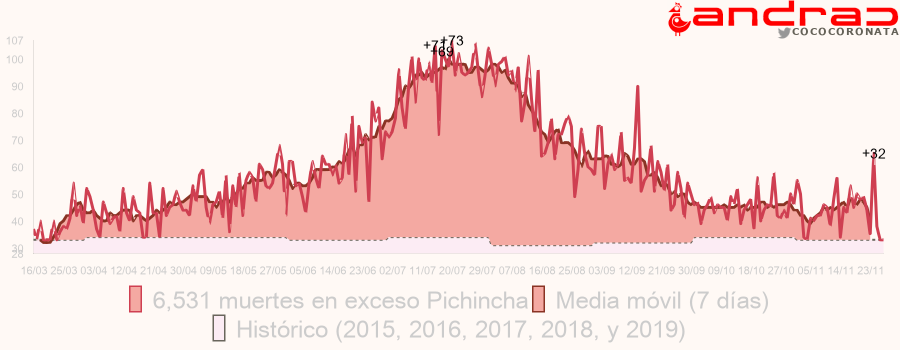 andrab
COCOCORONATA
107
100
90
80
70
60
50
40
30
28
+73
+69
+32
16/03 25/03 03/04 12/04 21/04 30/04 09/05 18/05 27/05 05/06 14/06 23/06 02/07 11/07 20/07 29/07 07/08 16/08 25/08 03/09 12/09 21/09 30/09 09/10 18/10 27/10 05/11 14/11 23/11
6,531 muertes en exceso Pichincha Media móvil (7 días)
Histórico (2015, 2016, 2017, 2018, y 2019)